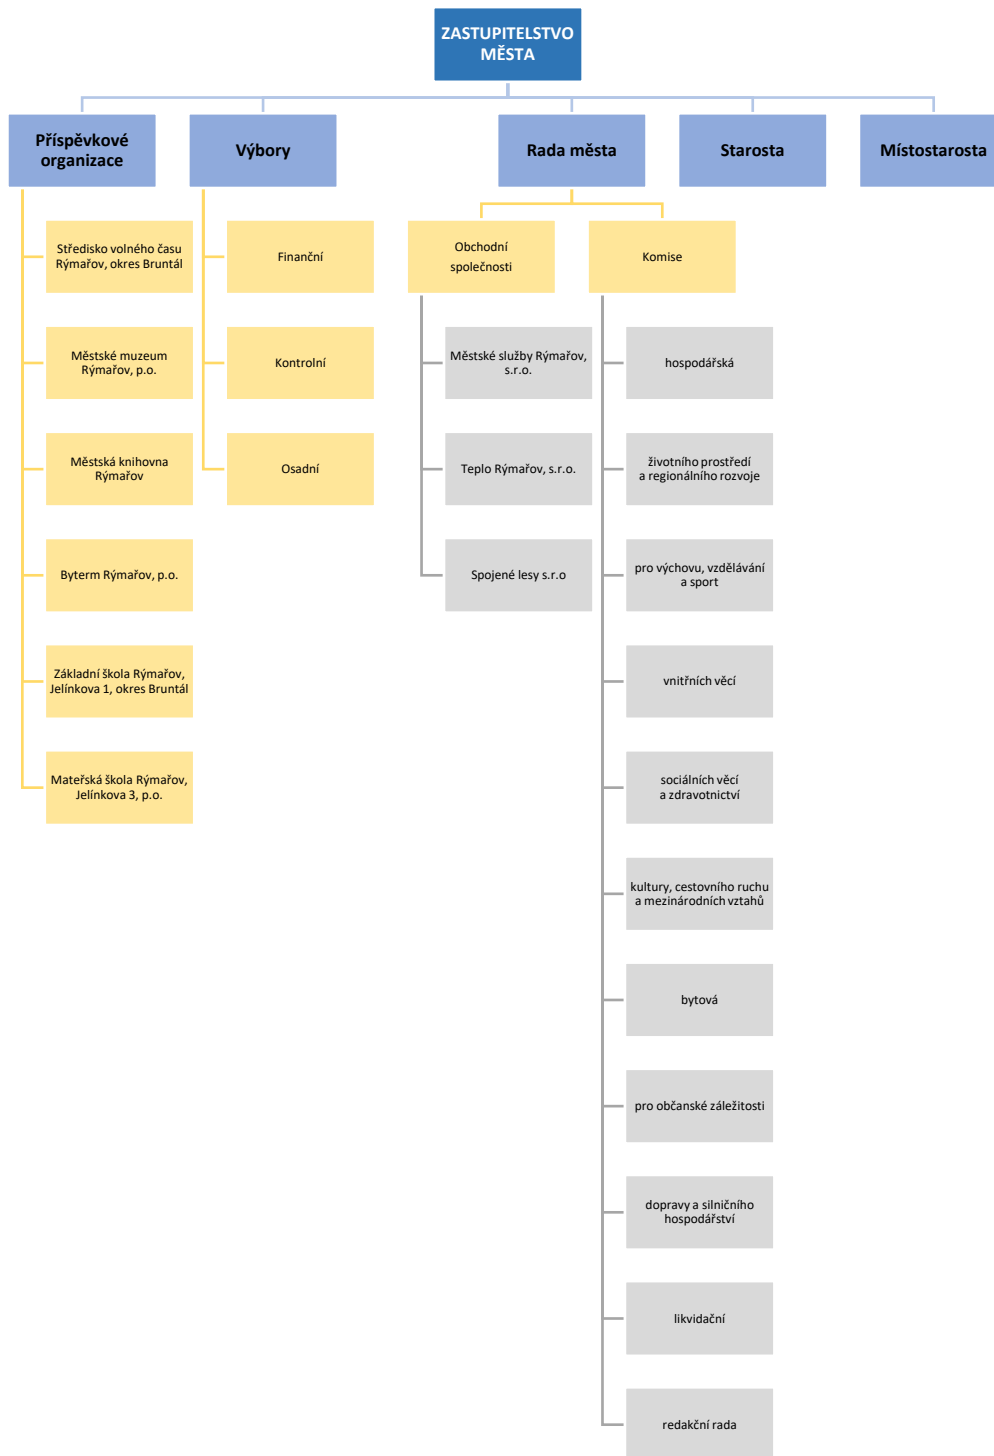 ZASTUPITELSTVO
MĚSTA
Příspěvkové
organizace
Výbory
Rada města
Starosta
Místostarosta
Středisko volného času
Rýmařov, okres Bruntál
Městské muzeum
Rýmařov, p.o.
Městská knihovna
Rýmařov
Byterm Rýmařov, p.o.
Základní škola Rýmařov,
Jelínkova 1, okres Bruntál
Mateřská škola Rýmařov,
Jelínkova 3, p.o.
Finanční
Kontrolní
Osadní
Obchodní
společnosti
Městské služby Rýmařov,
s.r.o.
Teplo Rýmařov, s.r.o.
Spojené lesy s.r.o
Komise
hospodářská
životního prostředí
a regionálního rozvoje
pro výchovu, vzdělávání
a sport
vnitřních věcí
sociálních věcí
a zdravotnictví
kultury, cestovního ruchu
a mezinárodních vztahů
bytová
pro občanské záležitosti
dopravy a silničního
hospodářství
likvidační
redakční rada